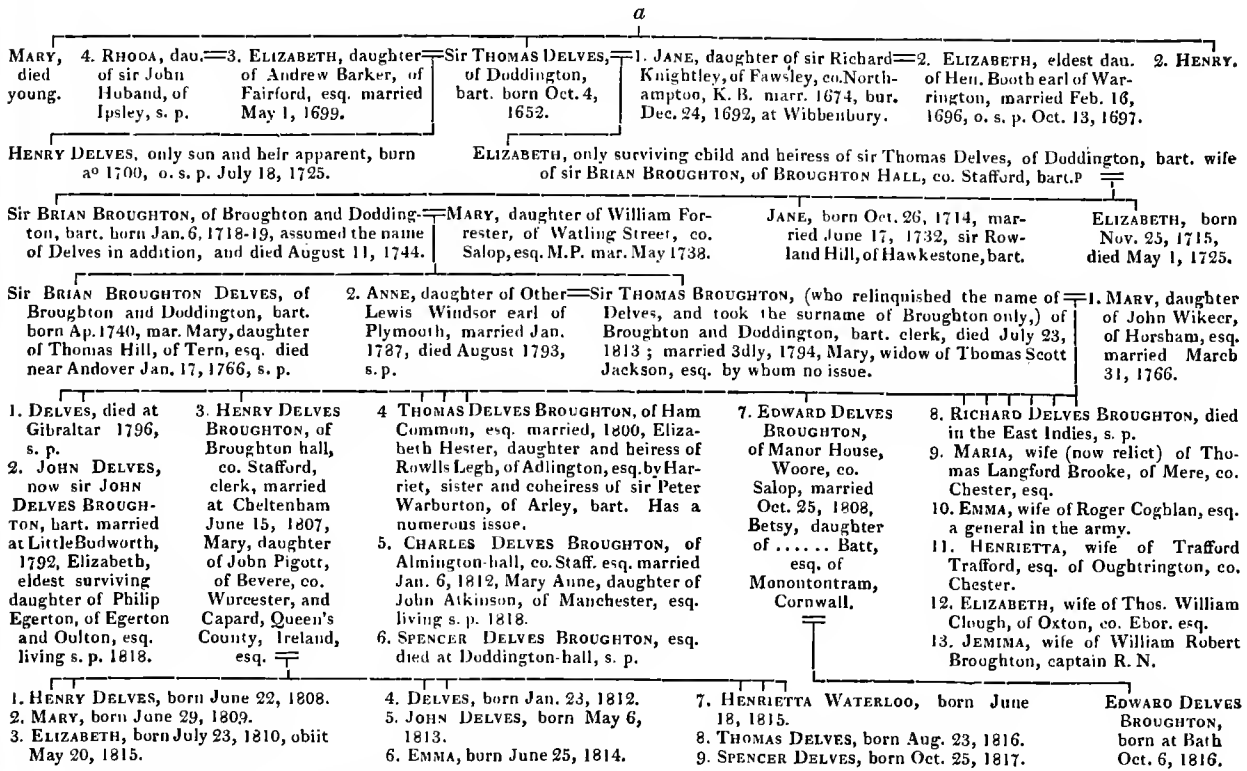 a
MARY,
died
young.
4. RHODA, dau.
of sir John
Huband, of
Ipsley, s. p.
3. ELIZABETH, daughter
of Andrew Barker, of
Fairford, esq. married
May 1, 1699.
Sir THOMAS DELVES,
of Doddington,
bart. born Oct. 4,
1652.
1. JANE, daughter of sir Richard
Knightley, of Fawsley, co. North-
ampton, K. B. marr. 1674, bur.
Dec. 24, 1692, at Wibbenbury.
2. ELIZABETH, eldest dau.
of Hen. Booth earl of War-
rington, married Feb. 16,
1696, o. s. p. Oct. 13, 1697.
2. HENRY.
HENRY DELVES, only son and heir apparent, born
aº 1700, o. s. p. July 18, 1725.
ELIZABETH, only surviving child and heiress of sir Thomas Delves, of Doddington, bart. wife
of sir BRIAN BROUGHTON, of BROUGHTON HALL, co. Stafford, bart.P
Sir BRIAN BROUGHTON, of Broughton and Dodding-
ton, bart. born Jan. 6, 1718-19, assumed the name
of Delves in addition, and died August 11, 1744.
MARY, daughter of William For-
rester, of Watling Street, co.
Salop, esq. M.P. mar. May 1738.
JANE, born Oct. 26, 1714, mar-
ried June 17, 1732, sir Row-
land Hill, of Hawkestone, bart.
ELIZABETH, born
Nov. 25, 1715,
died May 1, 1725.
Sir BRIAN BROUGHTON DELVES, of
Broughton and Doddington, bart.
born Ap. 1740, mar. Mary, daughter
of Thomas Hill, of Tern, esq. died
near Andover Jan. 17, 1766, s. p.
2. ANNE, daughter of Other
Lewis Windsor earl of
Plymouth, married Jan.
1787, died August 1793,
s. p.
Sir THOMAS BROUGHTON, (who relinquished the name of
Delves, and took the surname of Broughton only,) of
Broughton and Doddington, bart. clerk, died July 23,
1813 ; married 3dly, 1794, Mary, widow of Thomas Scott
Jackson, esq. by whom no issue.
1. MARY, daughter
of John Wikeer,
of Horsham, esq.
married March
31, 1766.
1. DELVES, died at
Gibraltar 1796,
s. p.
2. JOHN DELVES,
now sir JOHN
DELVES BROUGH-
TON, bart. married
at Little Budworth,
1792, Elizabeth,
eldest surviving
daughter of Philip
Egerton, of Egerton
and Oulton, esq.
living s. p. 1818.
3. HENRY DELVES
BROUGHTON, of
Broughton hall,
co. Stafford,
clerk, married
at Cheltenham
June 15, 1807,
Mary, daughter
of John Pigott,
of Bevere, co.
Worcester, and
Capard, Queen's
County, Ireland,
esq.
4 THOMAS DELVES BROUGHTON, of Ham
Common, esq. married, 1800, Eliza-
beth Hester, daughter and heiress of
Rowlls Legh, of Adlington, esq. by Har-
riet, sister and coheiress of sir Peter
Warburton, of Arley, bart. Has a
numerous issue.
5. CHARLES DELVES BROUGHTON, of
Almington-hall, co. Staff. esq. married
Jan. 6, 1812, Mary Anne, daughter of
John Atkinson, of Manchester, esq.
living s. p. 1818.
6. SPENCER DELVES BROUGHTON, esq.
died at Doddington-hall, s. p.
7. EDWARD DELVES
BROUGHTON,
of Manor House,
Woore, co.
Salop, married
Oct. 25, 1808,
Betsy, daughter
of ...... Batt,
esq. of
Monontontram,
Cornwall.
8. RICHARD DELVES BROUGHTON, died
in the East Indies, s. p.
9. MARIA, wife (now relict) of Tho-
mas Langford Brooke, of Mere, co.
Chester, esq.
10. EMMA, wife of Roger Coghlan, esq.
a general in the army.
11. HENRIETTA, wife of Trafford
Trafford, esq. of Oughtrington, co.
Chester.
12. ELIZABETH, wife of Thos. William
Clough, of Oxton, co. Ebor. esq.
13. JEMIMA, wife of William Robert
Broughton, captain R. N.
1. HENRY DELVES, born June 22, 1808.
2. MARY, born June 29, 1809.
3. ELIZABETH, born July 23, 1810, obiit
May 20, 1815.
4. DELVES, born Jan. 23, 1812.
5. JOHN DELVES, born May 6,
1813.
6. EMMA, born June 25, 1814.
7. HENRIETTA WATERLOO, born June
18, 1815.
8. THOMAS DELVES, born Aug. 23, 1816.
9. SPENCER DELVES, born Oct. 25, 1817.
EDWARD DELVES
BROUGHTON,
born at Bath
Oct. 6, 1816.